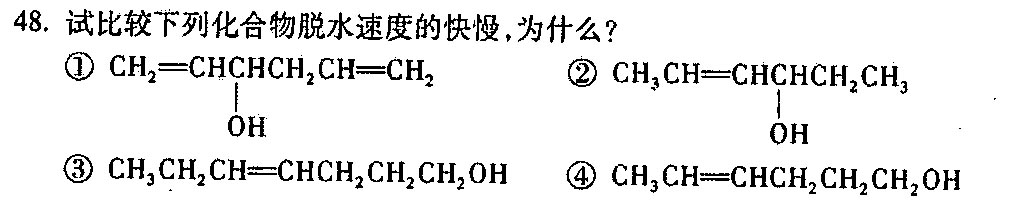 48. 试比较下列化合物脱水速度的快慢,为什么?
① CH₂=CHCHCH₂CH=CH₂ ② CH₃CH=CHCHCH₂CH₃
OH OH
③ CH₃CH₂CH=CHCH₂CH₂CH₂OH ④ CH₃CH=CHCH₂CH₂CH₂OH